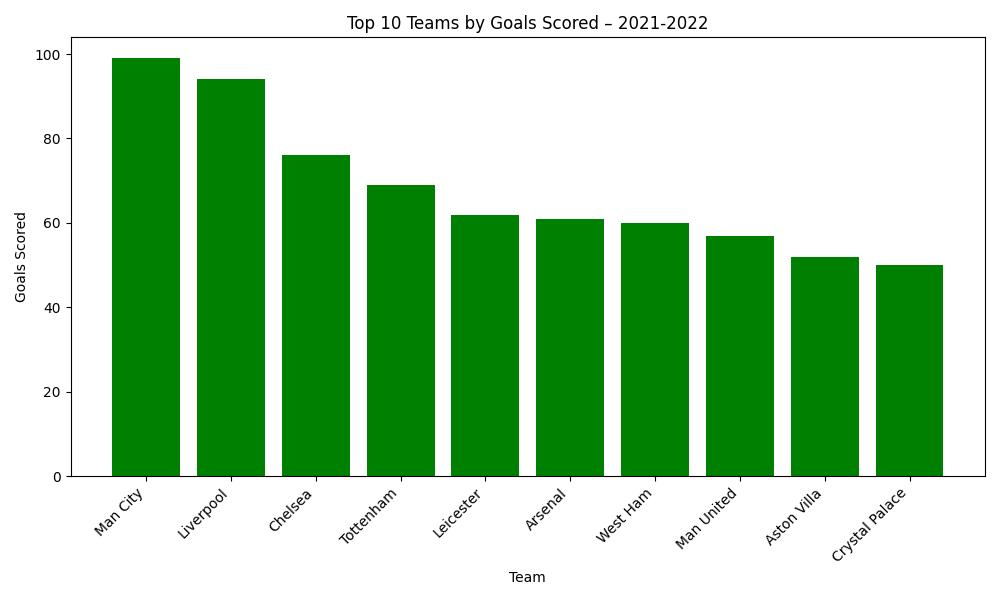 Top 10 Teams by Goals Scored – 2021-2022
Goals Scored
100
80
60
40
20
0
Man City
Liverpool
Chelsea
Tottenham
Leicester
Arsenal
West Ham
Man United
Aston Villa
Crystal Palace
Team